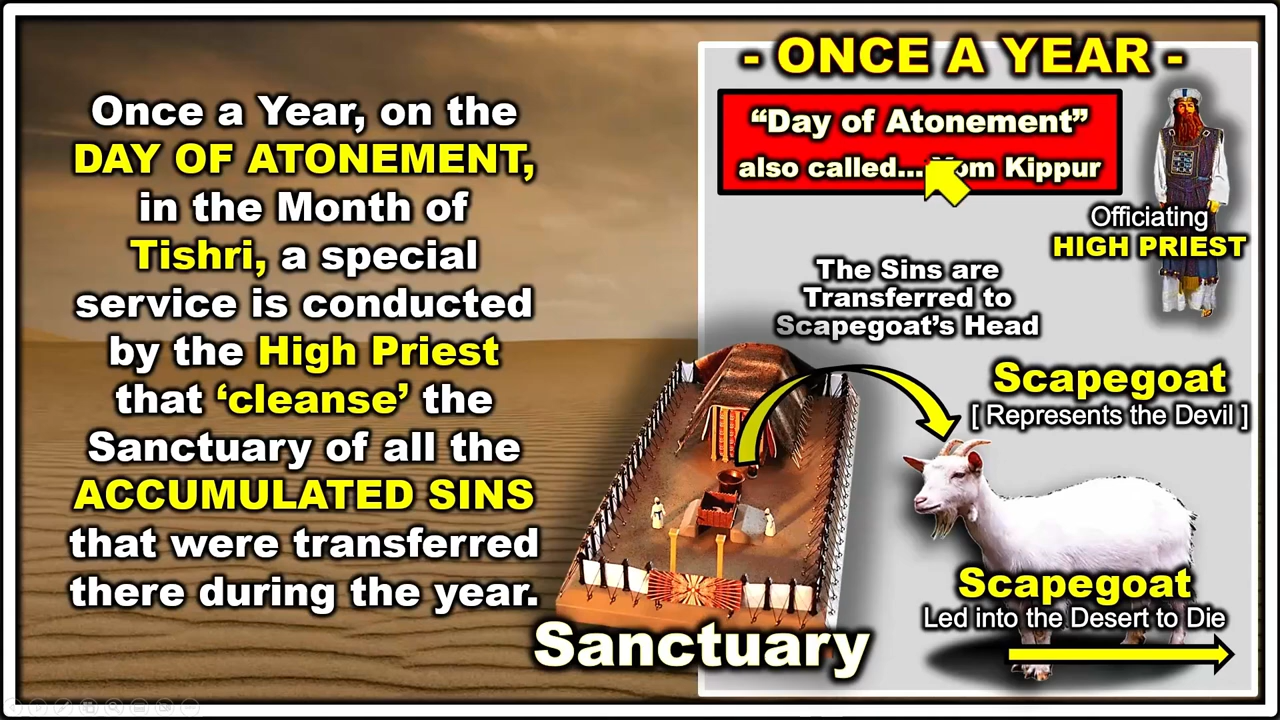 Once a Year, on the
DAY OF ATONEMENT,
in the Month of
Tishri, a special
service is conducted
by the High Priest
that ‘cleanse’ the
Sanctuary of all the
ACCUMULATED SINS
that were transferred
there during the year.
- ONCE A YEAR -
“Day of Atonement”
also called... Yom Kippur
Officiating
HIGH PRIEST
The Sins are
Transferred to
Scapegoat’s Head
Scapegoat
[ Represents the Devil ]
Scapegoat
Led into the Desert to Die
Sanctuary